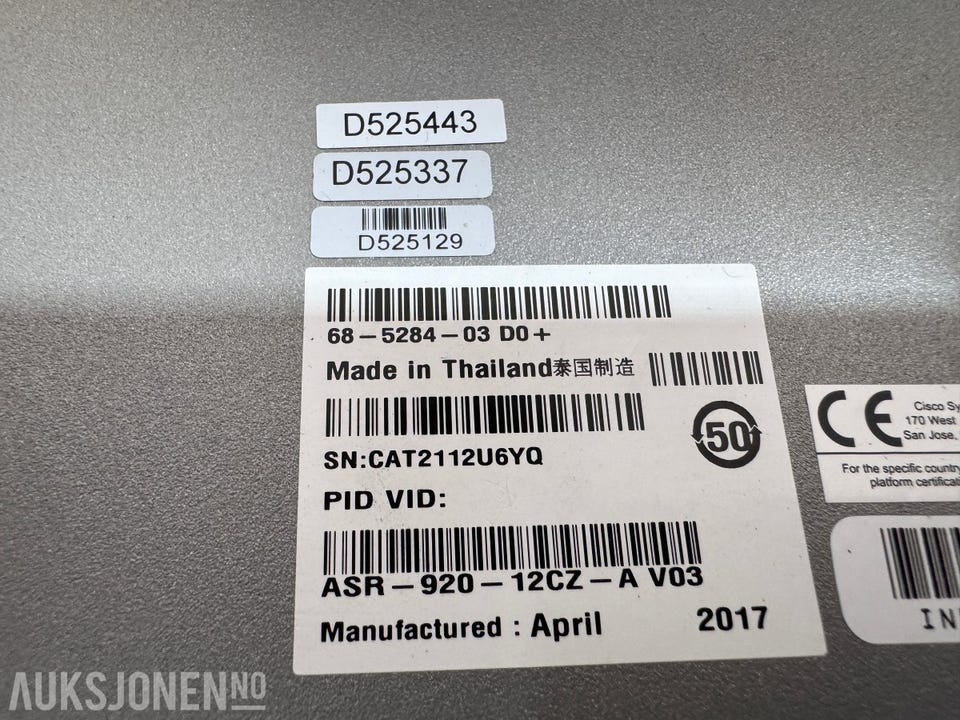 D525443
D525337
D525129
68-5284-03 D0+
Made in Thailand泰国制造
SN:CAT2112U6YQ
50
PID VID:
ASR-920-12CZ-A V03
Manufactured : April 2017
CE
Cisco Sy
170 West
San Jose,
For the specific country
platform certificati
IN
AUKSJONEN NO